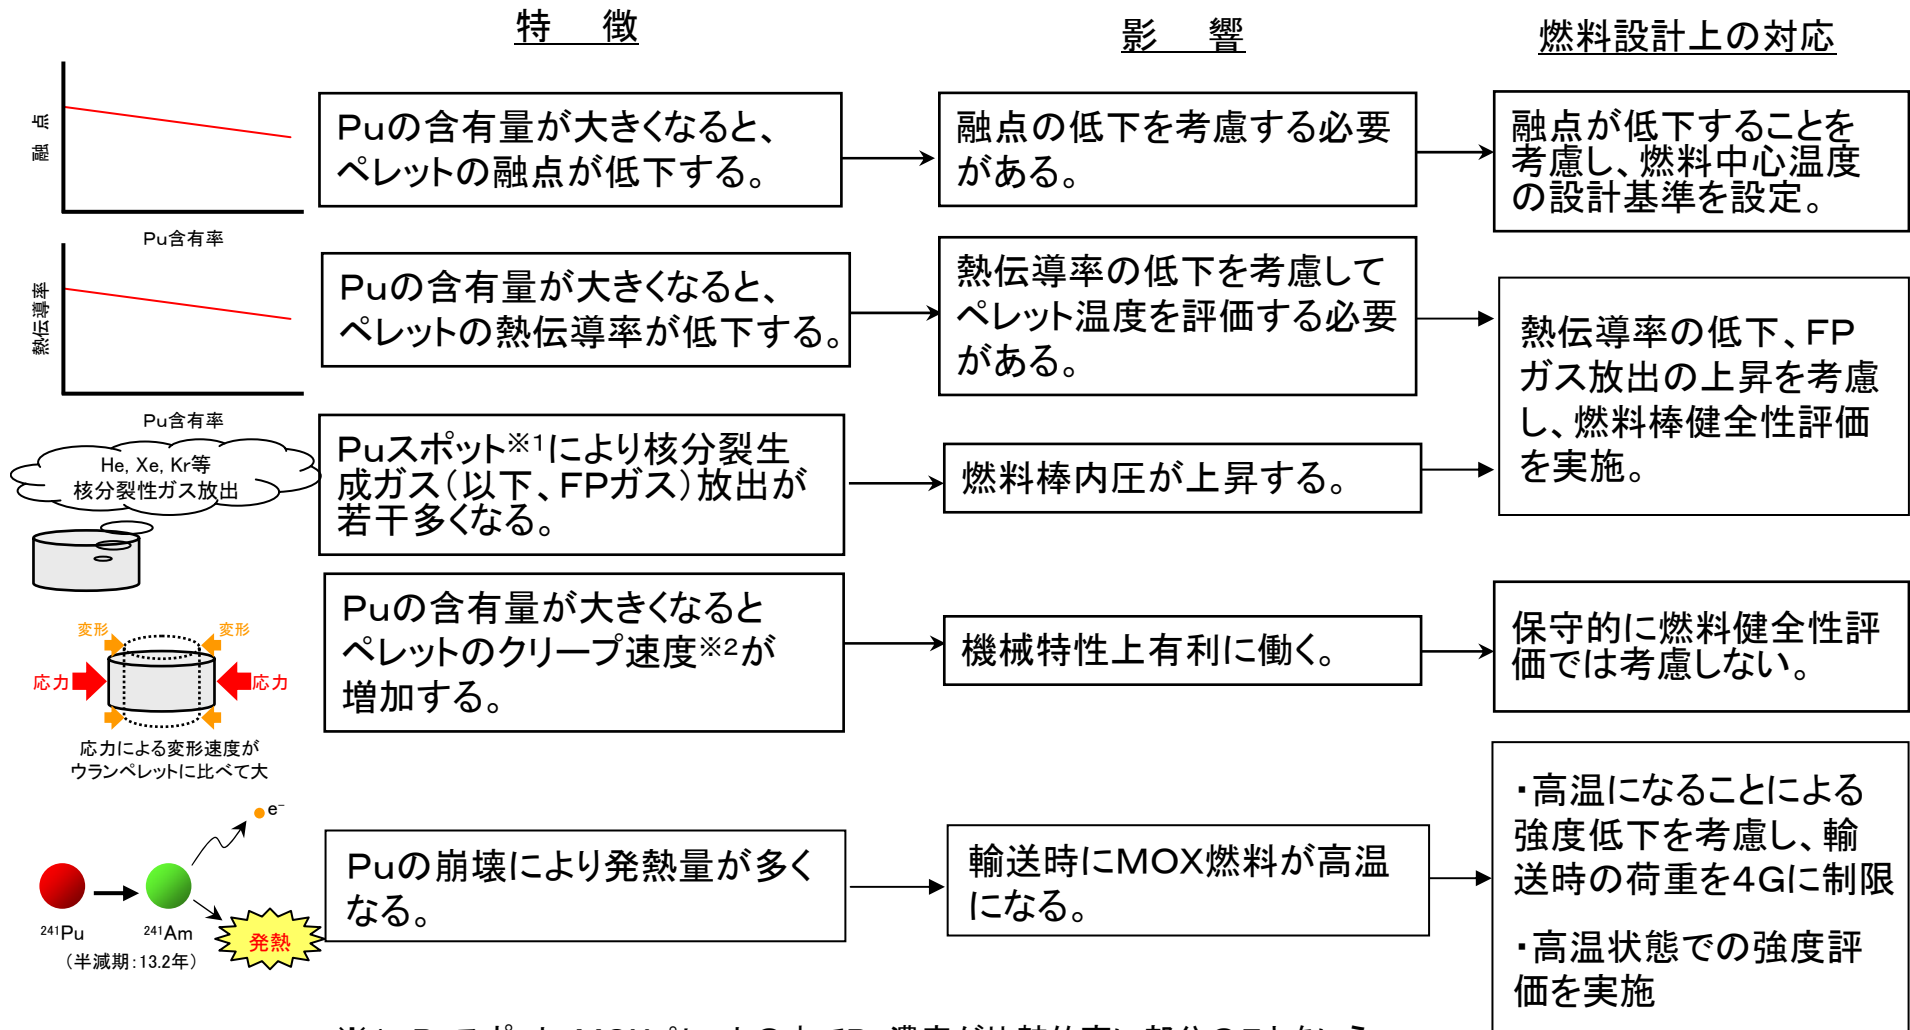 特　徴
影　響
燃料設計上の対応
融点
Pu含有率
Puの含有量が大きくなると、
ペレットの融点が低下する。
融点の低下を考慮する必要
がある。
融点が低下することを
考慮し、燃料中心温度
の設計基準を設定。
熱伝導率
Pu含有率
Puの含有量が大きくなると、
ペレットの熱伝導率が低下する。
熱伝導率の低下を考慮して
ペレット温度を評価する必要
がある。
熱伝導率の低下、FP
ガス放出の上昇を考慮
し、燃料棒健全性評価
を実施。
He, Xe, Kr等
核分裂性ガス放出
Puスポット※1により核分裂生
成ガス（以下、FPガス）放出が
若干多くなる。
燃料棒内圧が上昇する。
変形
変形
応力
応力
応力による変形速度が
ウランペレットに比べて大
Puの含有量が大きくなると
ペレットのクリープ速度※2が
増加する。
機械特性上有利に働く。
保守的に燃料健全性評
価では考慮しない。
e⁻
²⁴¹Pu
²⁴¹Am
発熱
（半減期：13.2年）
Puの崩壊により発熱量が多く
なる。
輸送時にMOX燃料が高温
になる。
・高温になることによる
強度低下を考慮し、輸
送時の荷重を4Gに制限
・高温状態での強度評
価を実施